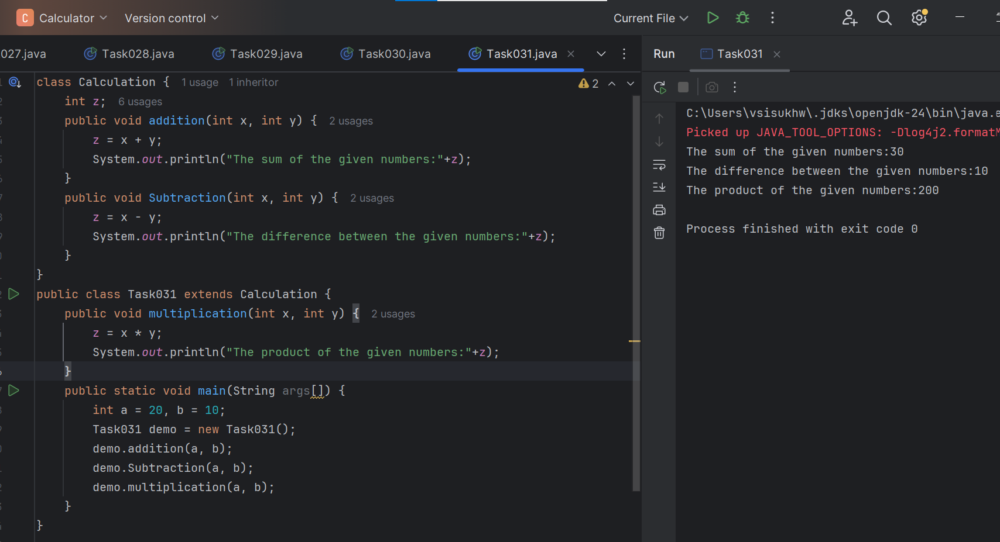 C Calculator Version control Current File
027.java Task028.java Task029.java Task030.java Task031.java Run Task031
class Calculation { 1 usage 1 inheritor 2
int z; 6 usages
public void addition(int x, int y) { 2 usages
z = x + y;
System.out.println("The sum of the given numbers:"+z);
}
public void Subtraction(int x, int y) { 2 usages
z = x - y;
System.out.println("The difference between the given numbers:"+z);
}
}
public class Task031 extends Calculation {
public void multiplication(int x, int y) { 2 usages
z = x * y;
System.out.println("The product of the given numbers:"+z);
}
public static void main(String args[]) {
int a = 20, b = 10;
Task031 demo = new Task031();
demo.addition(a, b);
demo.Subtraction(a, b);
demo.multiplication(a, b);
}
}
C:\Users\vsisukhw\.jdks\openjdk-24\bin\java.e
Picked up JAVA_TOOL_OPTIONS: -Dlog4j2.formatM
The sum of the given numbers:30
The difference between the given numbers:10
The product of the given numbers:200
Process finished with exit code 0